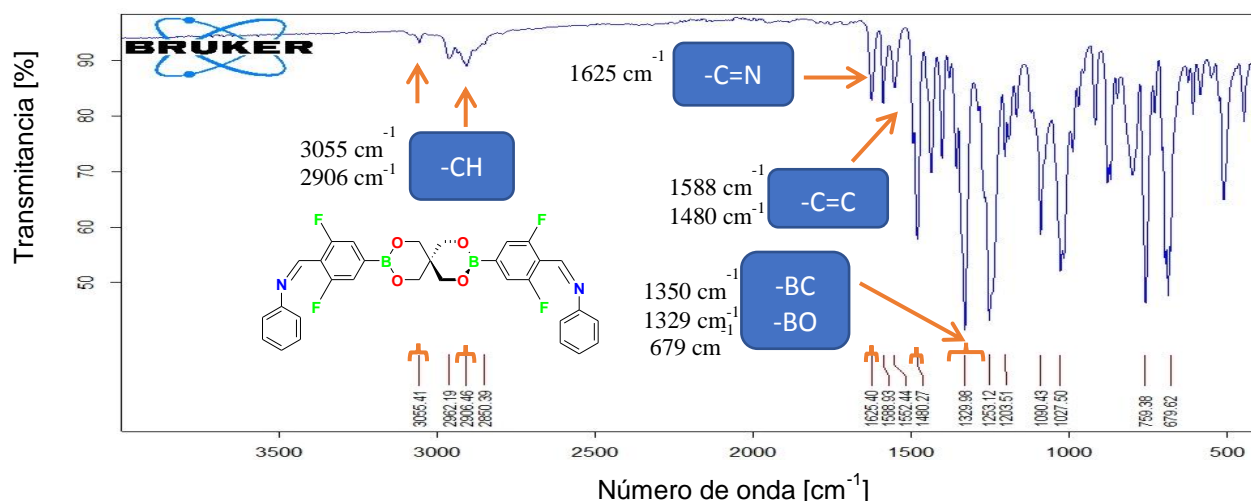 BRUKER
Transmitancia [%]
90
80
70
60
50
3055 cm-1
2906 cm-1
-CH
1625 cm-1
-C=N
1588 cm-1
1480 cm-1
-C=C
1350 cm-1
1329 cm-1
679 cm-1
-BC
-BO
F
F
N
B
O
O
O
O
B
F
F
N
3055.41
2962.19
2906.46
2850.39
1625.40
1588.93
1552.44
1480.27
1329.98
1253.12
1203.51
1090.43
1027.50
759.38
679.62
3500
3000
2500
2000
1500
1000
500
Número de onda [cm-1]